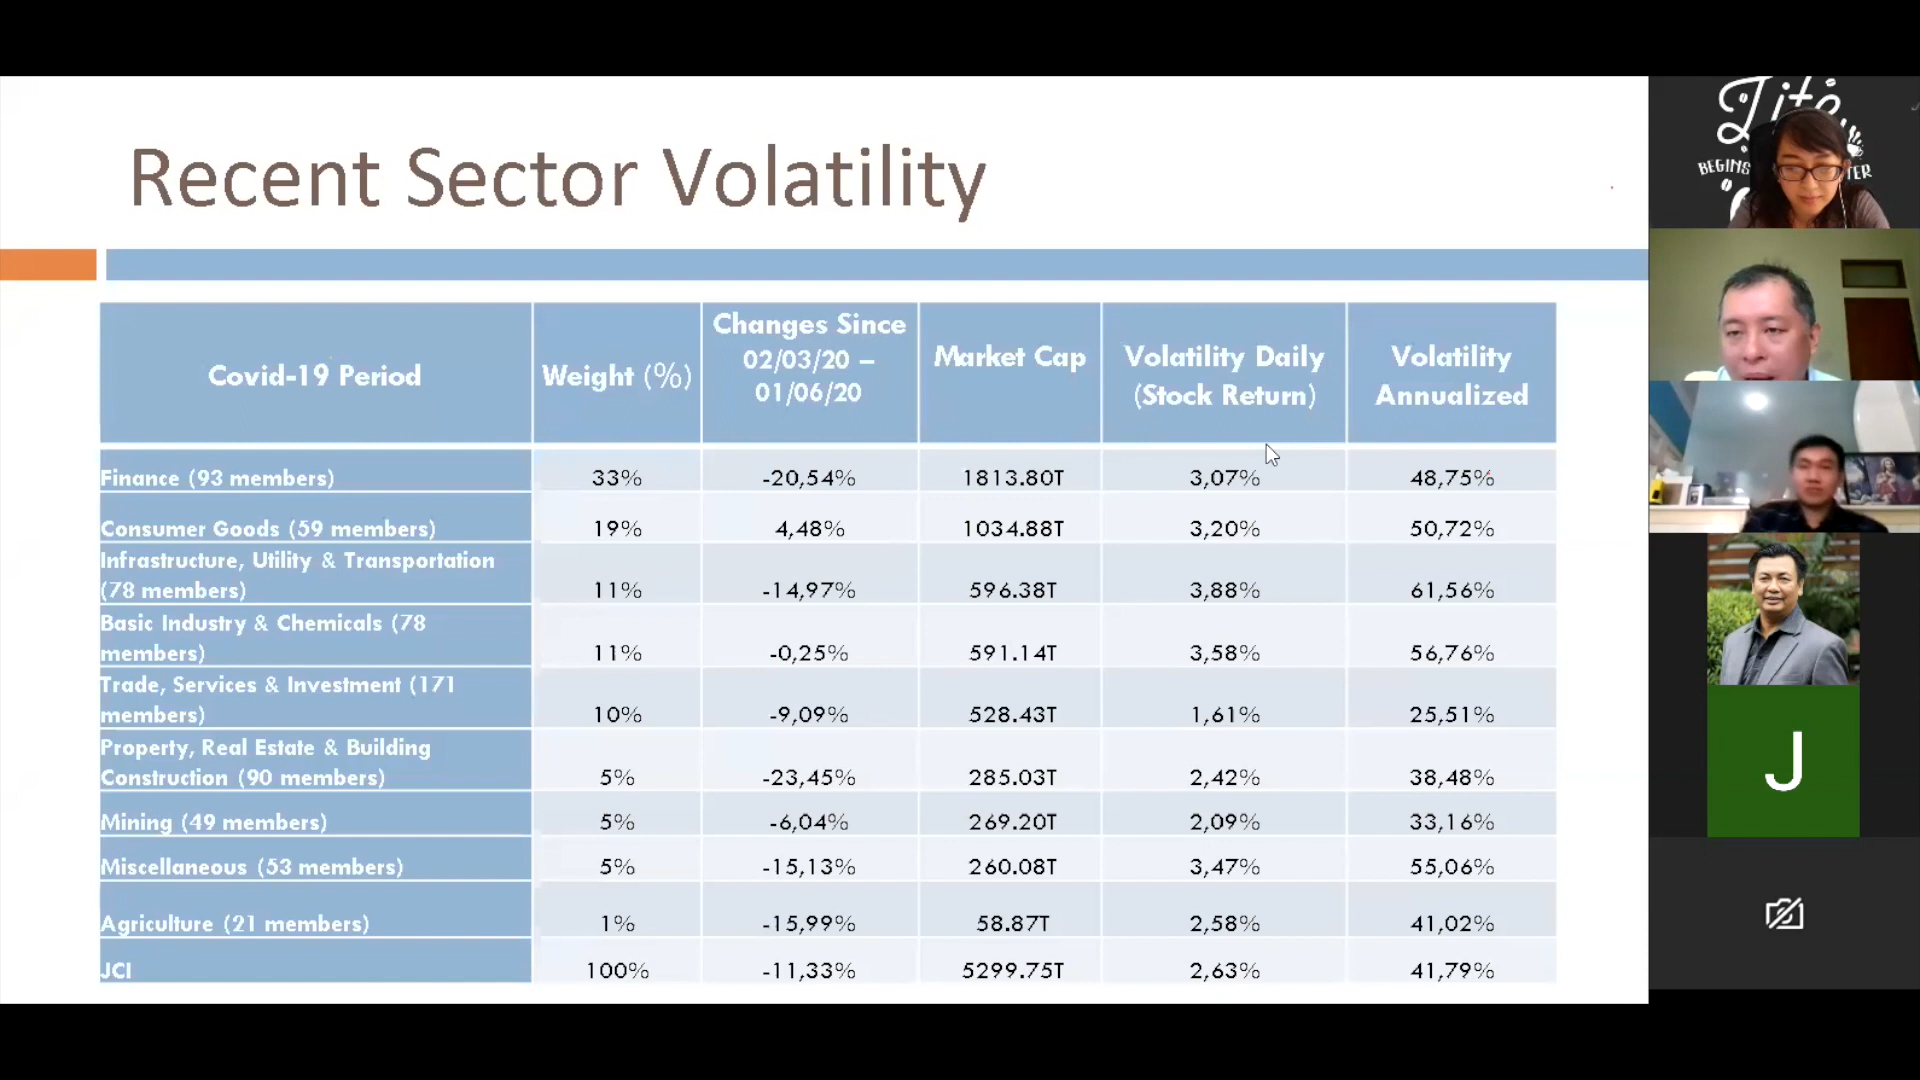 Recent Sector Volatility
Covid-19 Period
Weight (%)
Changes Since
02/03/20 –
01/06/20
Market Cap
Volatility Daily
(Stock Return)
Volatility
Annualized
Finance (93 members) 33% -20,54% 1813.80T 3,07% 48,75%
Consumer Goods (59 members) 19% 4,48% 1034.88T 3,20% 50,72%
Infrastructure, Utility & Transportation
(78 members) 11% -14,97% 596.38T 3,88% 61,56%
Basic Industry & Chemicals (78
members) 11% -0,25% 591.14T 3,58% 56,76%
Trade, Services & Investment (171
members) 10% -9,09% 528.43T 1,61% 25,51%
Property, Real Estate & Building
Construction (90 members) 5% -23,45% 285.03T 2,42% 38,48%
Mining (49 members) 5% -6,04% 269.20T 2,09% 33,16%
Miscellaneous (53 members) 5% -15,13% 260.08T 3,47% 55,06%
Agriculture (21 members) 1% -15,99% 58.87T 2,58% 41,02%
JCI 100% -11,33% 5299.75T 2,63% 41,79%
Life
BEGINS
J